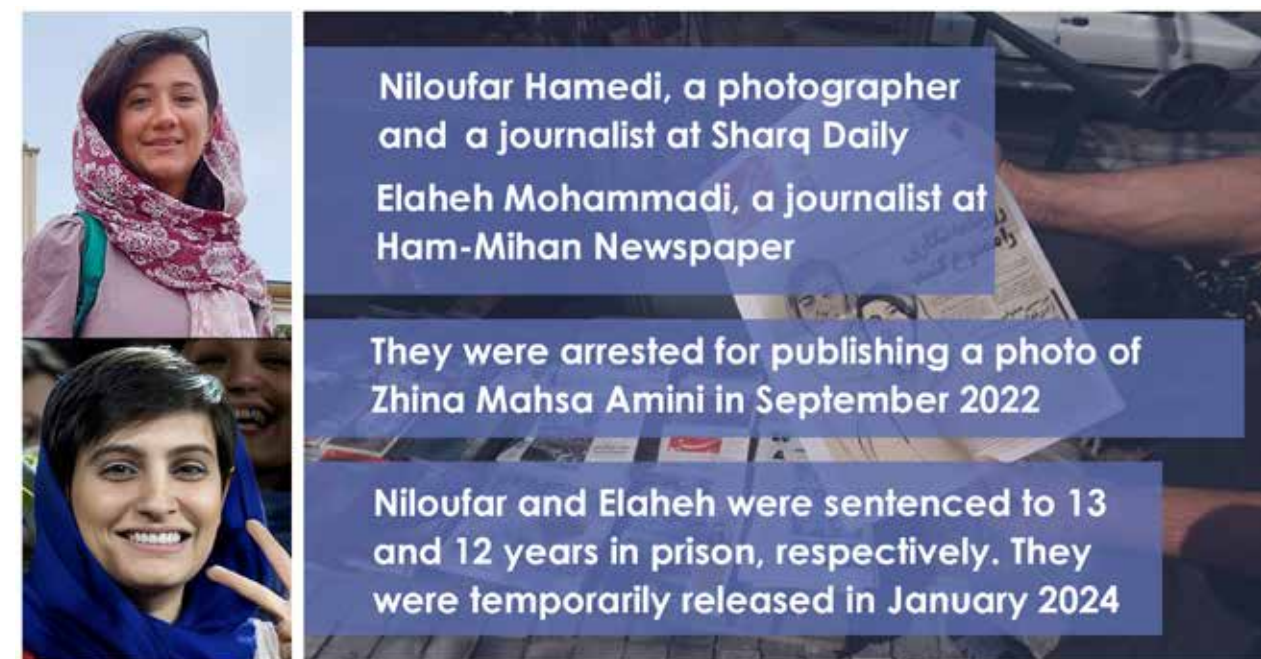 Niloufar Hamedi, a photographer
and a journalist at Sharq Daily
Elaheh Mohammadi, a journalist at
Ham-Mihan Newspaper
They were arrested for publishing a photo of
Zhina Mahsa Amini in September 2022
Niloufar and Elaheh were sentenced to 13
and 12 years in prison, respectively. They
were temporarily released in January 2024